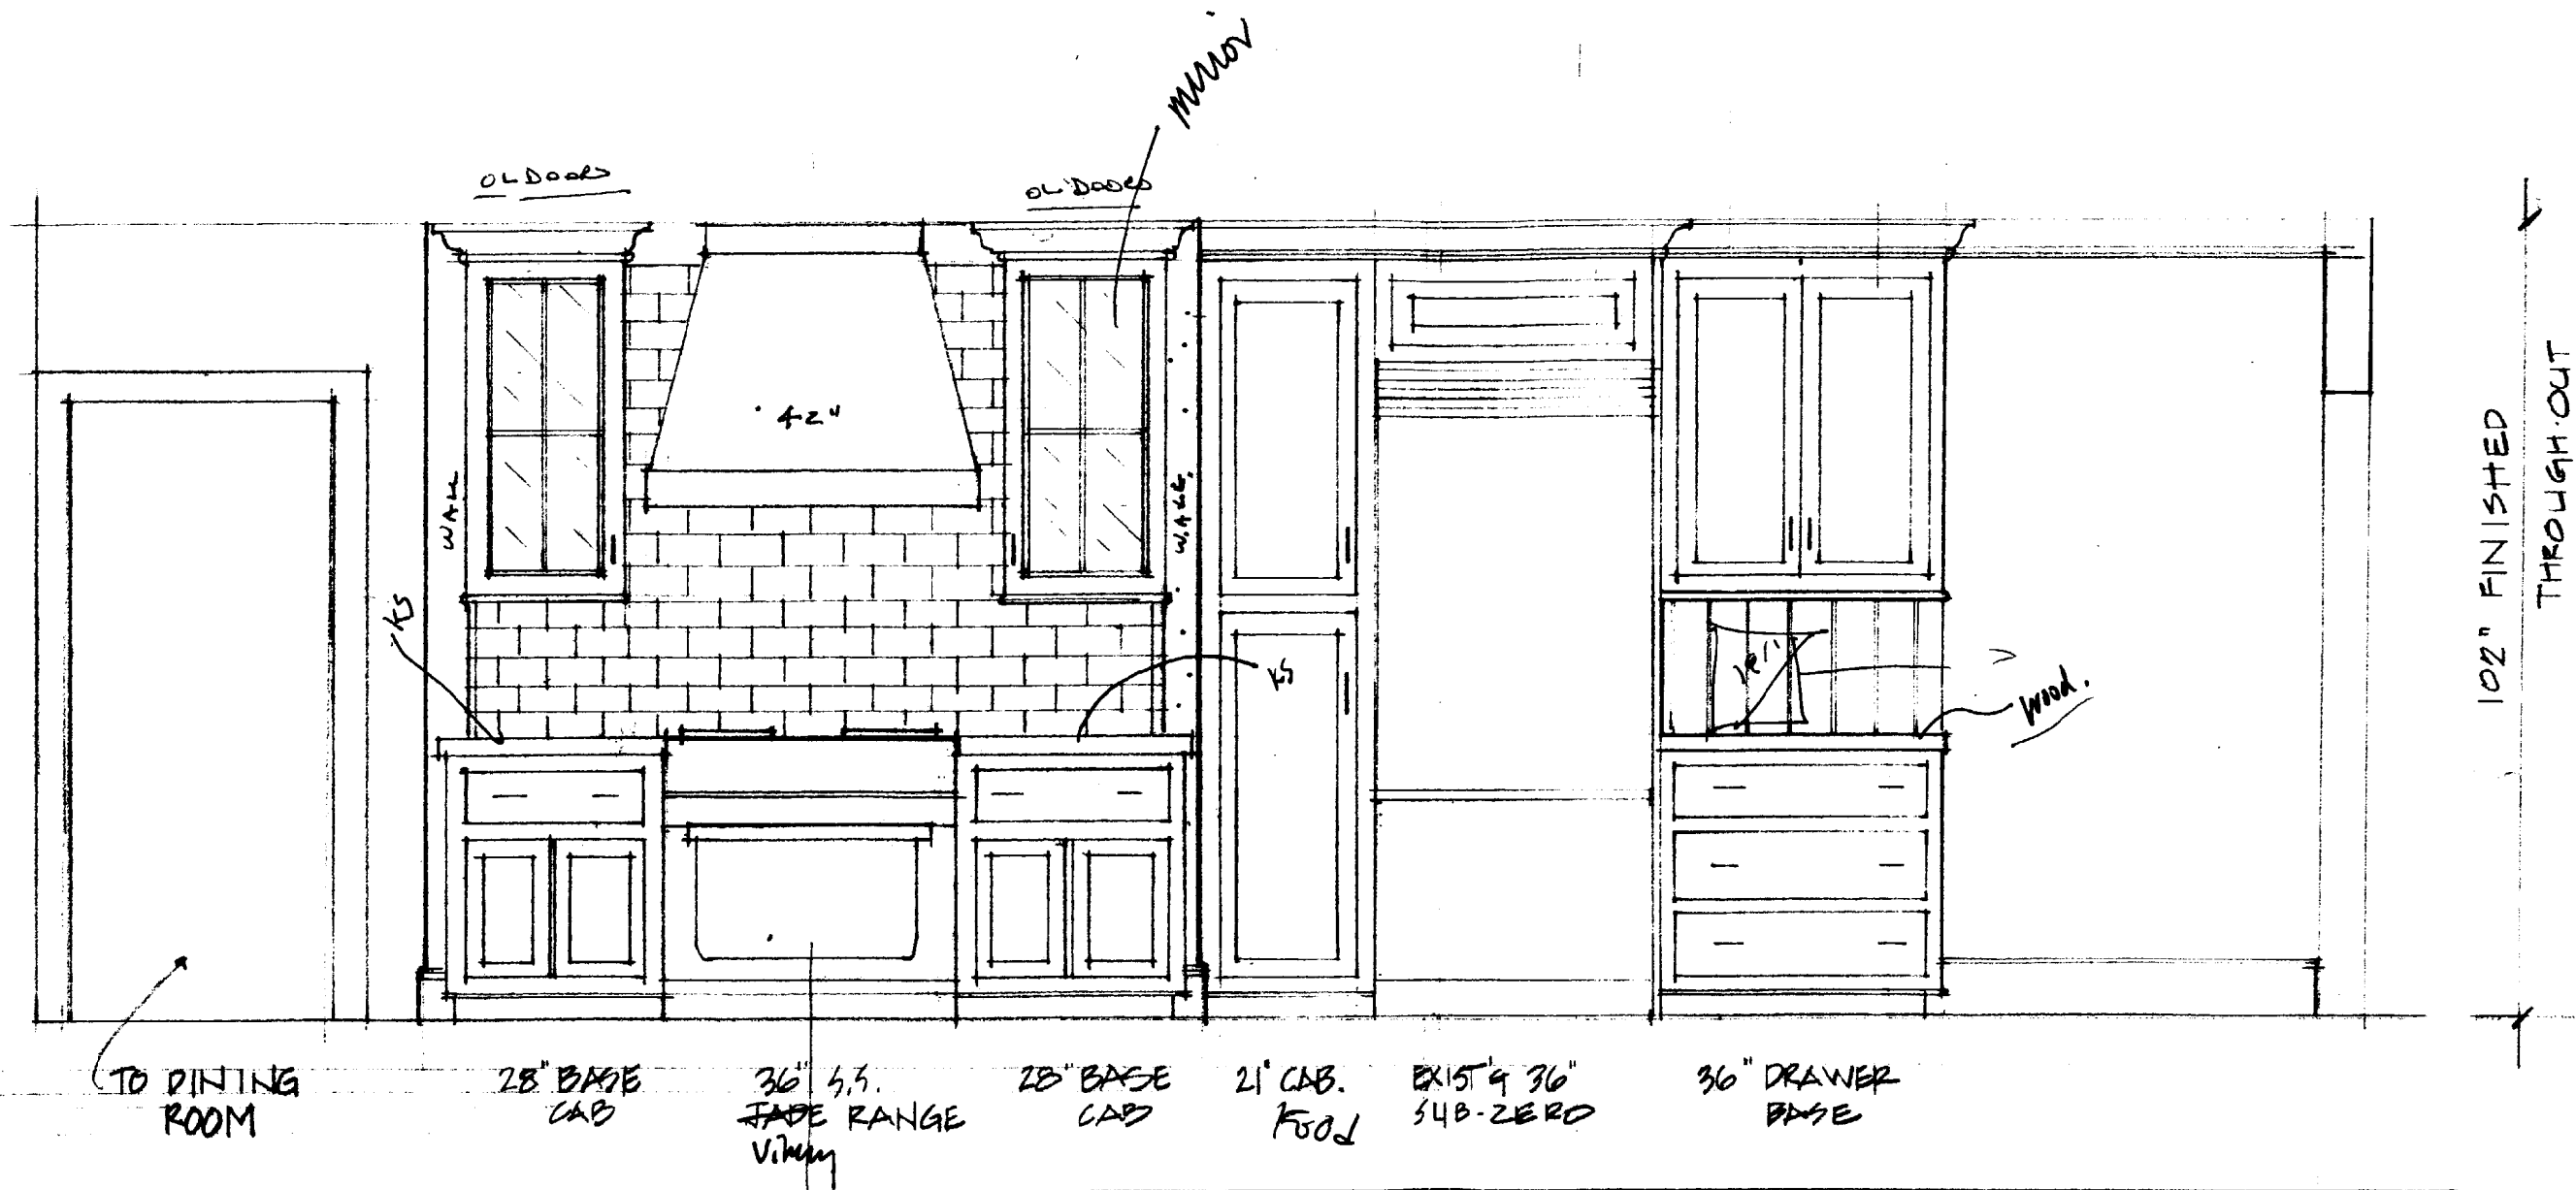 mirror
OL DOORS
OL DOORS
42"
WALL
WALL
KS
KS
wood.
102" FINISHED
THROUGH-OUT
TO DINING
ROOM
28" BASE
CAB
36" S.S.
JADE RANGE
Viking
28" BASE
CAB
21" CAB.
Food
EXIST'G 36"
SUB-ZERO
36" DRAWER
BASE